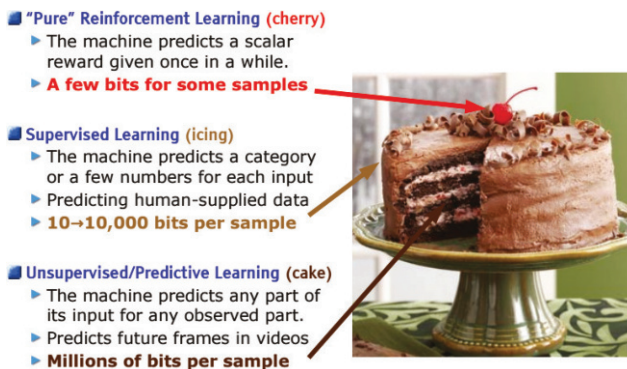 "Pure" Reinforcement Learning (cherry)
The machine predicts a scalar
reward given once in a while.
A few bits for some samples
Supervised Learning (icing)
The machine predicts a category
or a few numbers for each input
Predicting human-supplied data
10→10,000 bits per sample
Unsupervised/Predictive Learning (cake)
The machine predicts any part of
its input for any observed part.
Predicts future frames in videos
Millions of bits per sample